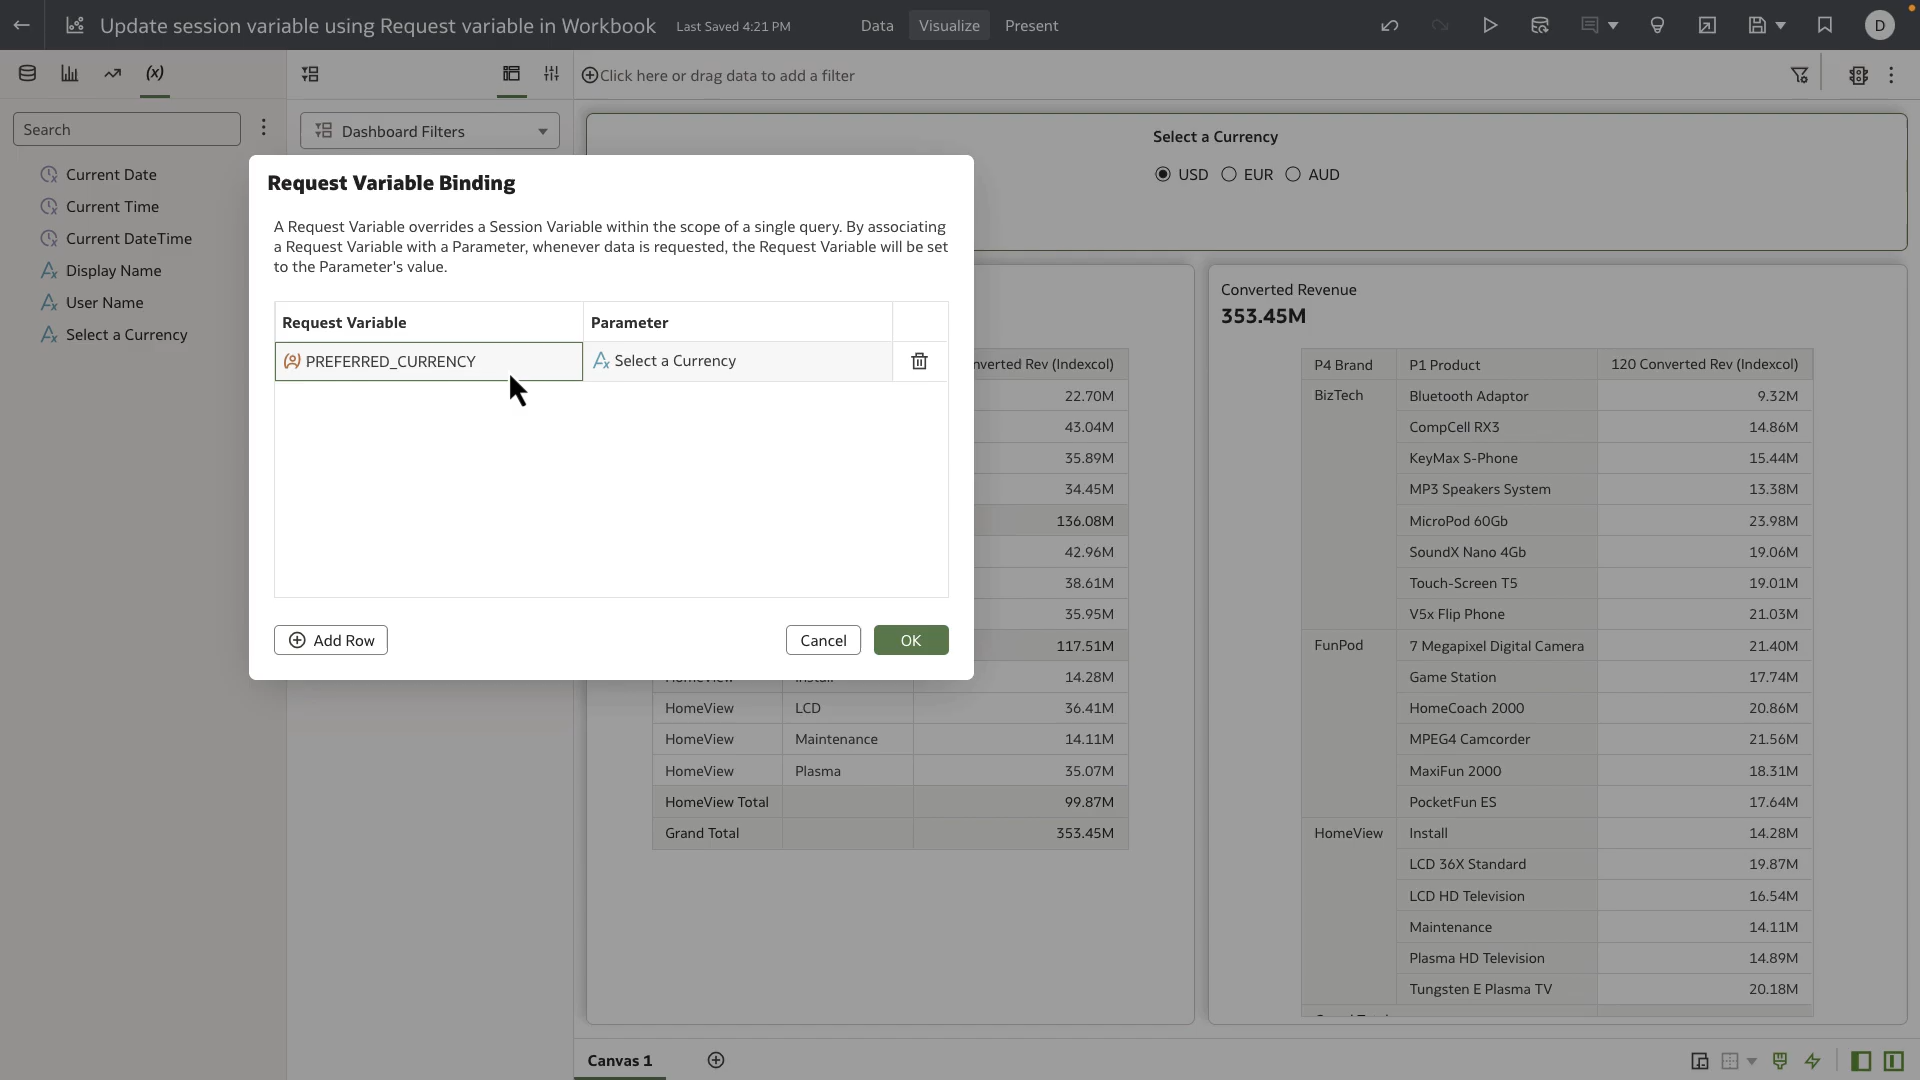 Update session variable using Request variable in Workbook Last Saved 4:21 PM Data Visualize Present D
(x)
Click here or drag data to add a filter
Search
Dashboard Filters
Current Date
Current Time
Current DateTime
Display Name
User Name
Select a Currency
Select a Currency
USD EUR AUD
Request Variable Binding
A Request Variable overrides a Session Variable within the scope of a single query. By associating
a Request Variable with a Parameter, whenever data is requested, the Request Variable will be set
to the Parameter's value.
Request Variable Parameter
PREFERRED_CURRENCY Select a Currency
Add Row Cancel OK
nverted Rev (Indexcol)
22.70M
43.04M
35.89M
34.45M
136.08M
42.96M
38.61M
35.95M
117.51M
14.28M
HomeView LCD 36.41M
HomeView Maintenance 14.11M
HomeView Plasma 35.07M
HomeView Total 99.87M
Grand Total 353.45M
Converted Revenue
353.45M
P4 Brand P1 Product 120 Converted Rev (Indexcol)
BizTech Bluetooth Adaptor 9.32M
CompCell RX3 14.86M
KeyMax S-Phone 15.44M
MP3 Speakers System 13.38M
MicroPod 60Gb 23.98M
SoundX Nano 4Gb 19.06M
Touch-Screen T5 19.01M
V5x Flip Phone 21.03M
FunPod 7 Megapixel Digital Camera 21.40M
Game Station 17.74M
HomeCoach 2000 20.86M
MPEG4 Camcorder 21.56M
MaxiFun 2000 18.31M
PocketFun ES 17.64M
HomeView Install 14.28M
LCD 36X Standard 19.87M
LCD HD Television 16.54M
Maintenance 14.11M
Plasma HD Television 14.89M
Tungsten E Plasma TV 20.18M
Canvas 1